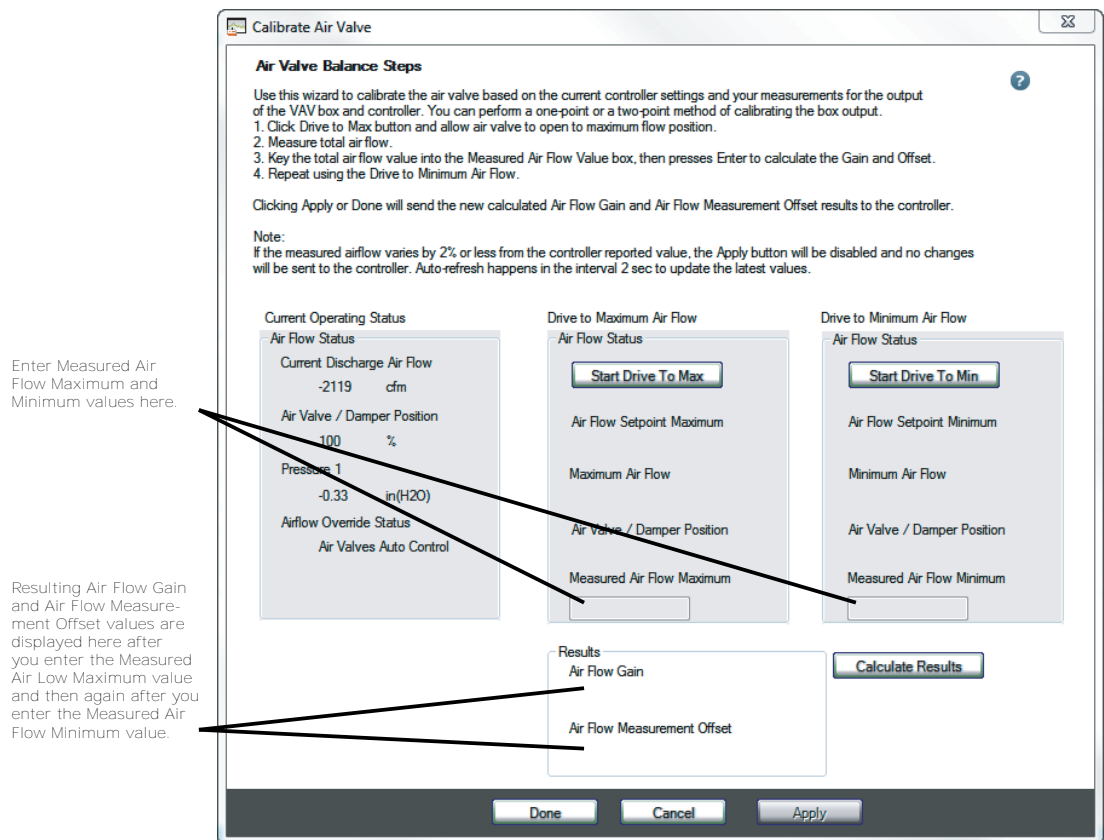 Calibrate Air Valve
Air Valve Balance Steps
?
Use this wizard to calibrate the air valve based on the current controller settings and your measurements for the output
of the VAV box and controller. You can perform a one-point or a two-point method of calibrating the box output.
1. Click Drive to Max button and allow air valve to open to maximum flow position.
2. Measure total air flow.
3. Key the total air flow value into the Measured Air Flow Value box, then presses Enter to calculate the Gain and Offset.
4. Repeat using the Drive to Minimum Air Flow.
Clicking Apply or Done will send the new calculated Air Flow Gain and Air Flow Measurement Offset results to the controller.
Note:
If the measured airflow varies by 2% or less from the controller reported value, the Apply button will be disabled and no changes
will be sent to the controller. Auto-refresh happens in the interval 2 sec to update the latest values.
Current Operating Status
Air Flow Status
Current Discharge Air Flow
-2119 cfm
Air Valve / Damper Position
100 %
Pressure 1
-0.33 in(H2O)
Airflow Override Status
Air Valves Auto Control
Drive to Maximum Air Flow
Air Flow Status
Start Drive To Max
Air Flow Setpoint Maximum
Maximum Air Flow
Air Valve / Damper Position
Measured Air Flow Maximum
Drive to Minimum Air Flow
Air Flow Status
Start Drive To Min
Air Flow Setpoint Minimum
Minimum Air Flow
Air Valve / Damper Position
Measured Air Flow Minimum
Results
Air Flow Gain
Air Flow Measurement Offset
Calculate Results
Done
Cancel
Apply
Enter Measured Air
Flow Maximum and
Minimum values here.
Resulting Air Flow Gain
and Air Flow Measure-
ment Offset values are
displayed here after
you enter the Measured
Air Low Maximum value
and then again after you
enter the Measured Air
Flow Minimum value.